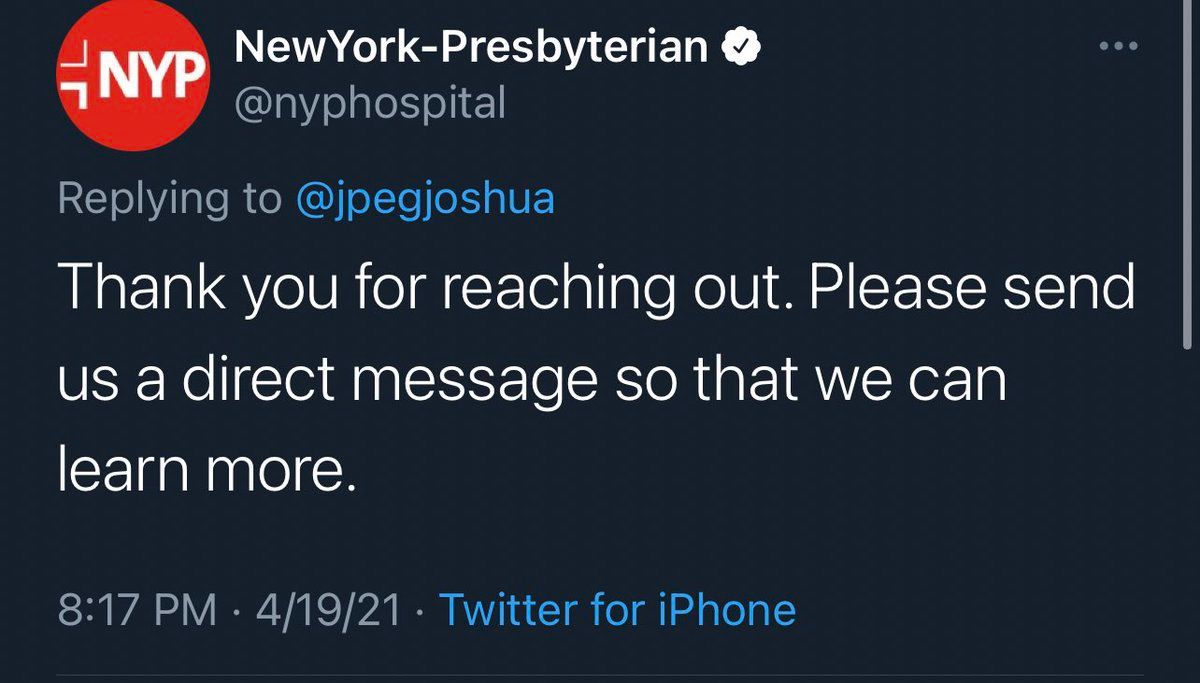 NYP
NewYork-Presbyterian
@nyphospital
Replying to @jpegjoshua
Thank you for reaching out. Please send
us a direct message so that we can
learn more.
8:17 PM · 4/19/21 · Twitter for iPhone